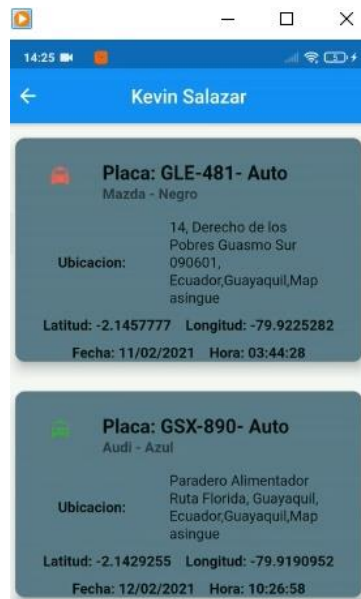 14:25
Kevin Salazar
Placa: GLE-481- Auto
Mazda - Negro
Ubicacion:
14, Derecho de los
Pobres Guasmo Sur
090601,
Ecuador,Guayaquil,Map
asingue
Latitud: -2.1457777 Longitud: -79.9225282
Fecha: 11/02/2021 Hora: 03:44:28
Placa: GSX-890- Auto
Audi - Azul
Ubicacion:
Paradero Alimentador
Ruta Florida, Guayaquil,
Ecuador,Guayaquil,Map
asingue
Latitud: -2.1429255 Longitud: -79.9190952
Fecha: 12/02/2021 Hora: 10:26:58